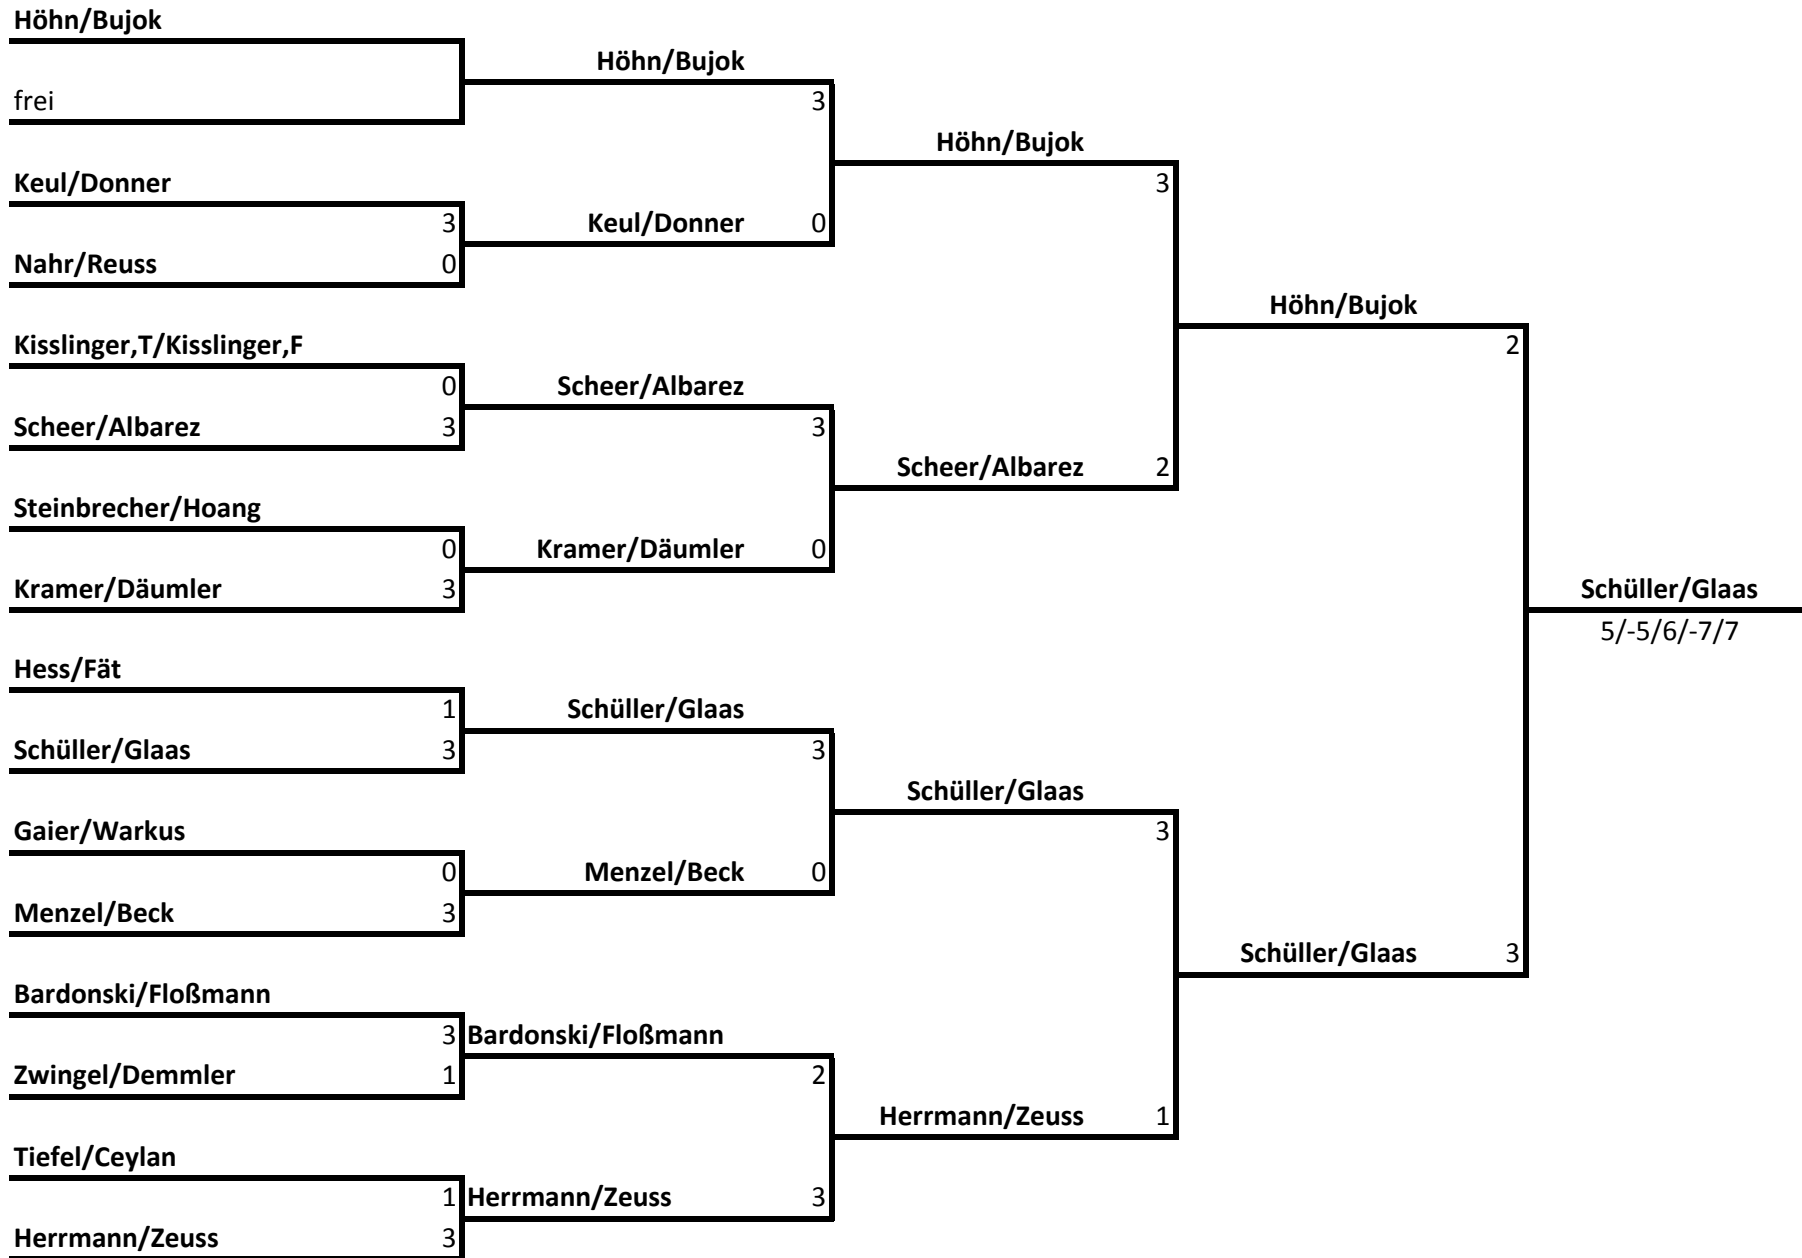 Höhn/Bujok
Höhn/Bujok
frei
3
Höhn/Bujok
Keul/Donner
3
3
Keul/Donner 0
Nahr/Reuss 0
Höhn/Bujok
Kisslinger,T/Kisslinger,F
2
0
Scheer/Albarez
Scheer/Albarez 3
3
Scheer/Albarez 2
Steinbrecher/Hoang
0
Kramer/Däumler 0
Kramer/Däumler 3
Schüller/Glaas
5/-5/6/-7/7
Hess/Fät
1
Schüller/Glaas
Schüller/Glaas 3
3
Schüller/Glaas
Gaier/Warkus
3
0
Menzel/Beck 0
Menzel/Beck 3
Schüller/Glaas 3
Bardonski/Floßmann
3
Bardonski/Floßmann
Zwingel/Demmler 1
2
Herrmann/Zeuss 1
Tiefel/Ceylan
1
Herrmann/Zeuss 3
Herrmann/Zeuss 3